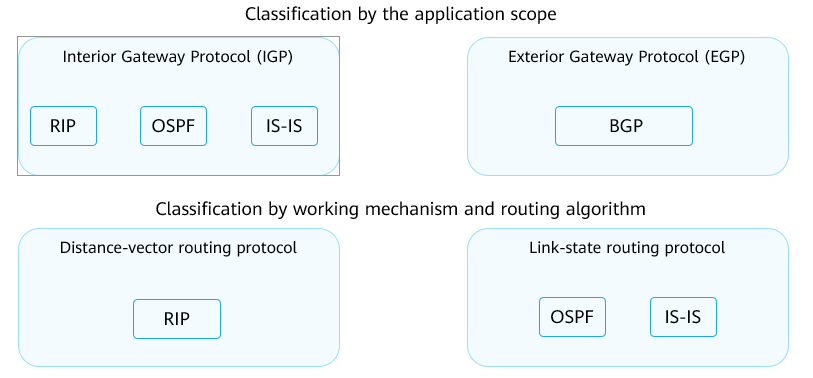 Classification by the application scope
Interior Gateway Protocol (IGP)
RIP
OSPF
IS-IS
Exterior Gateway Protocol (EGP)
BGP
Classification by working mechanism and routing algorithm
Distance-vector routing protocol
RIP
Link-state routing protocol
OSPF
IS-IS